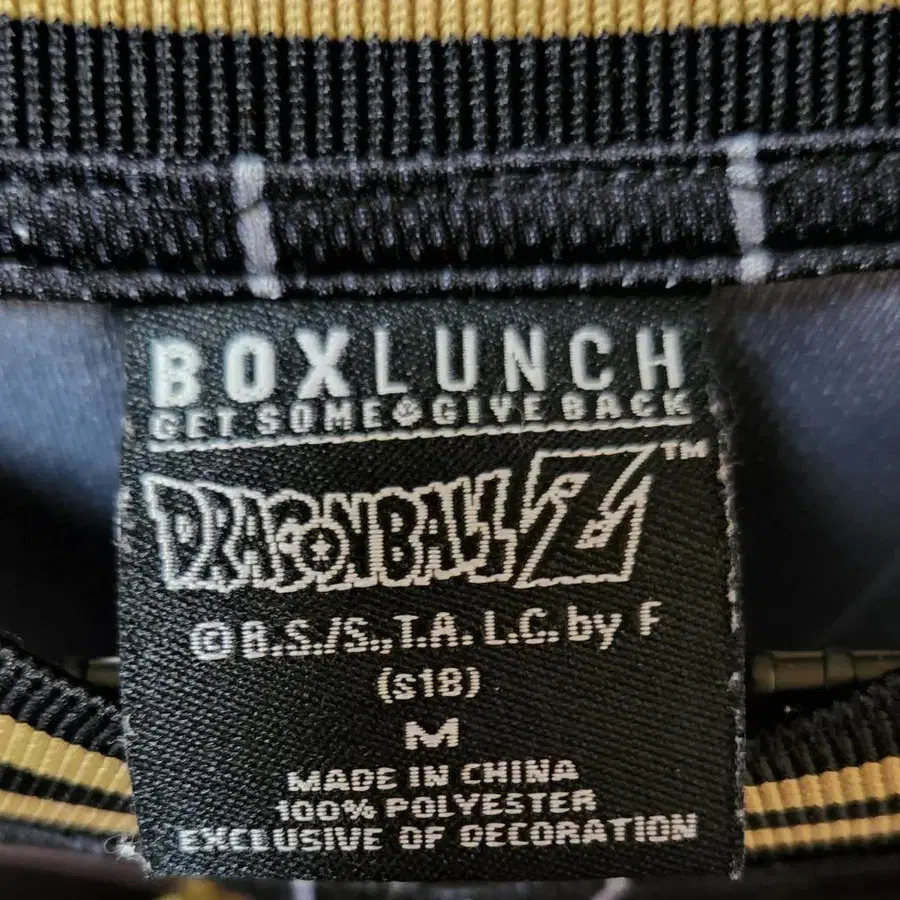 BOXLUNCH
GET SOME GIVE BACK
DRAGONBALL Z™
©B.S./S.,T.A. L.C. by F
(s18)
M
MADE IN CHINA
100% POLYESTER
EXCLUSIVE OF DECORATION